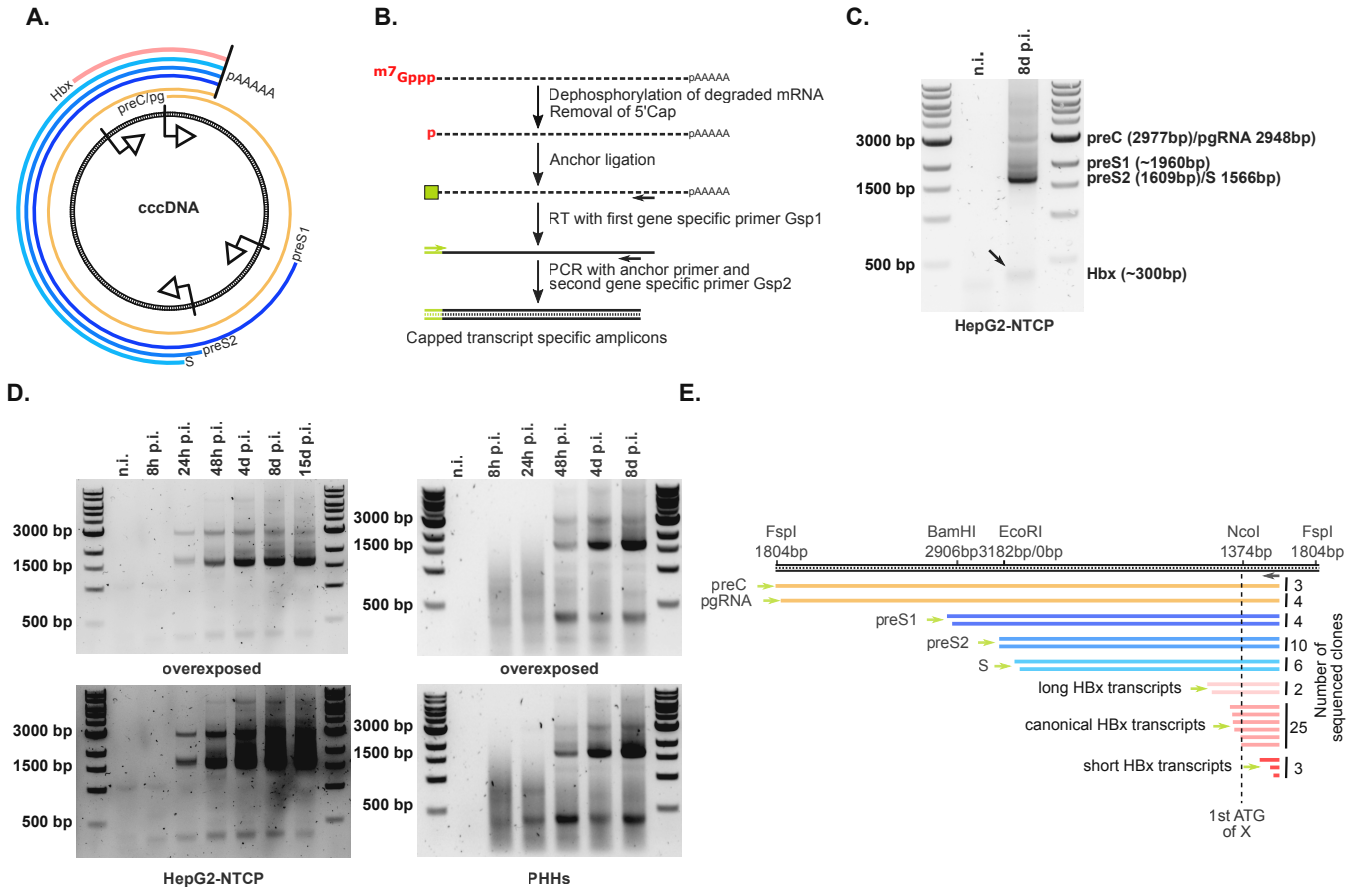 A.
Hbx
pAAAAA
preC/pg
cccDNA
preS1
preS2
S
B.
m7Gppp
pAAAAA
Dephosphorylation of degraded mRNA
Removal of 5'Cap
p
pAAAAA
Anchor ligation
pAAAAA
RT with first gene specific primer Gsp1
PCR with anchor primer and
second gene specific primer Gsp2
Capped transcript specific amplicons
C.
n.i.
8d p.i.
3000 bp
1500 bp
500 bp
preC (2977bp)/pgRNA 2948bp)
preS1 (~1960bp)
preS2 (1609bp)/S 1566bp)
Hbx (~300bp)
HepG2-NTCP
D.
n.i.
8h p.i.
24h p.i.
48h p.i.
4d p.i.
8d p.i.
15d p.i.
3000 bp
1500 bp
500 bp
overexposed
3000 bp
1500 bp
500 bp
HepG2-NTCP
n.i.
8h p.i.
24h p.i.
48h p.i.
4d p.i.
8d p.i.
3000 bp
1500 bp
500 bp
overexposed
3000 bp
1500 bp
500 bp
PHHs
E.
FspI
1804bp
BamHI
2906bp
EcoRI
3182bp/0bp
NcoI
1374bp
FspI
1804bp
preC
3
pgRNA
4
preS1
4
preS2
10
S
6
long HBx transcripts
2
canonical HBx transcripts
25
short HBx transcripts
3
1st ATG
of X
Number of
sequenced clones